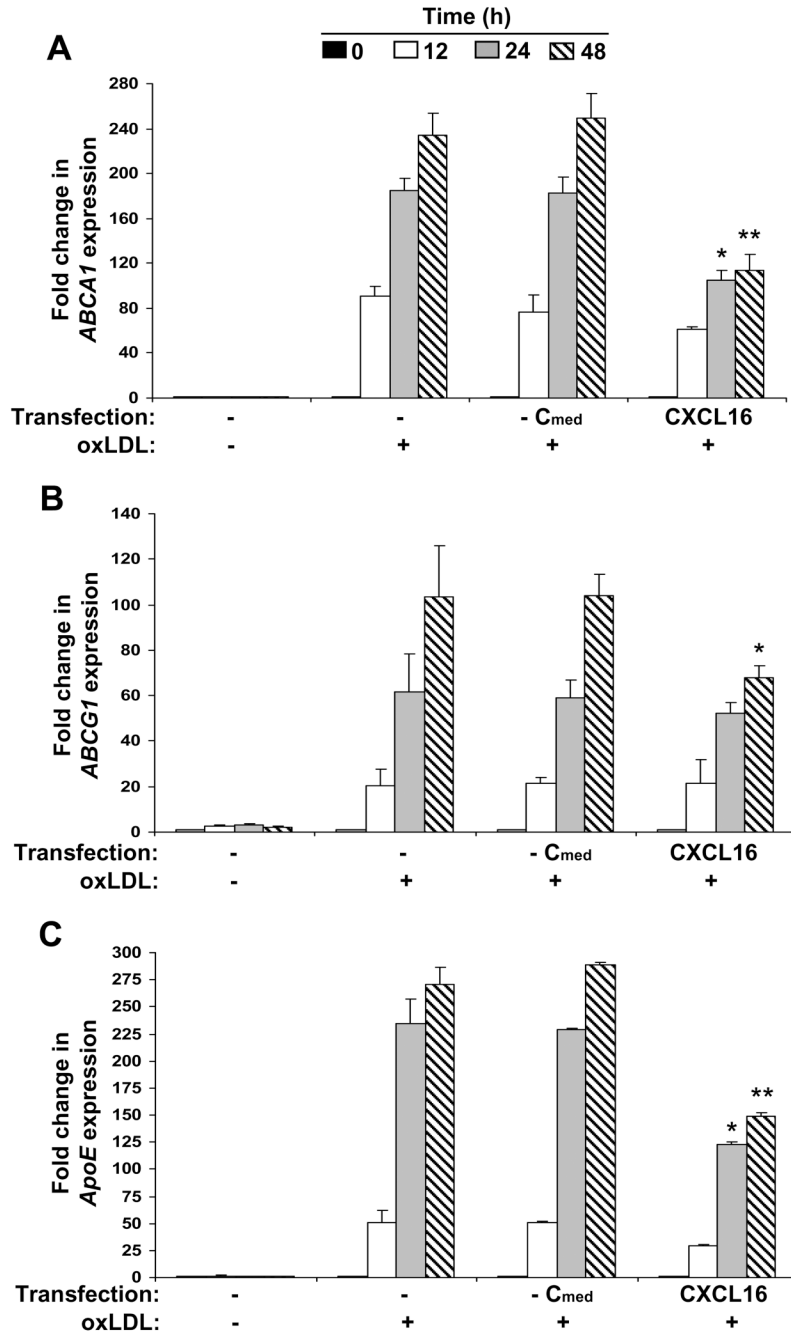 Time (h)
0 12 24 48
A
Fold change in
ABCA1 expression
280
240
200
160
120
80
40
0
* **
Transfection: - - - Cmed CXCL16
oxLDL: - + + +
B
Fold change in
ABCG1 expression
140
120
100
80
60
40
20
0
*
Transfection: - - - Cmed CXCL16
oxLDL: - + + +
C
Fold change in
ApoE expression
300
275
250
225
200
175
150
125
100
75
50
25
0
* **
Transfection: - - - Cmed CXCL16
oxLDL: - + + +